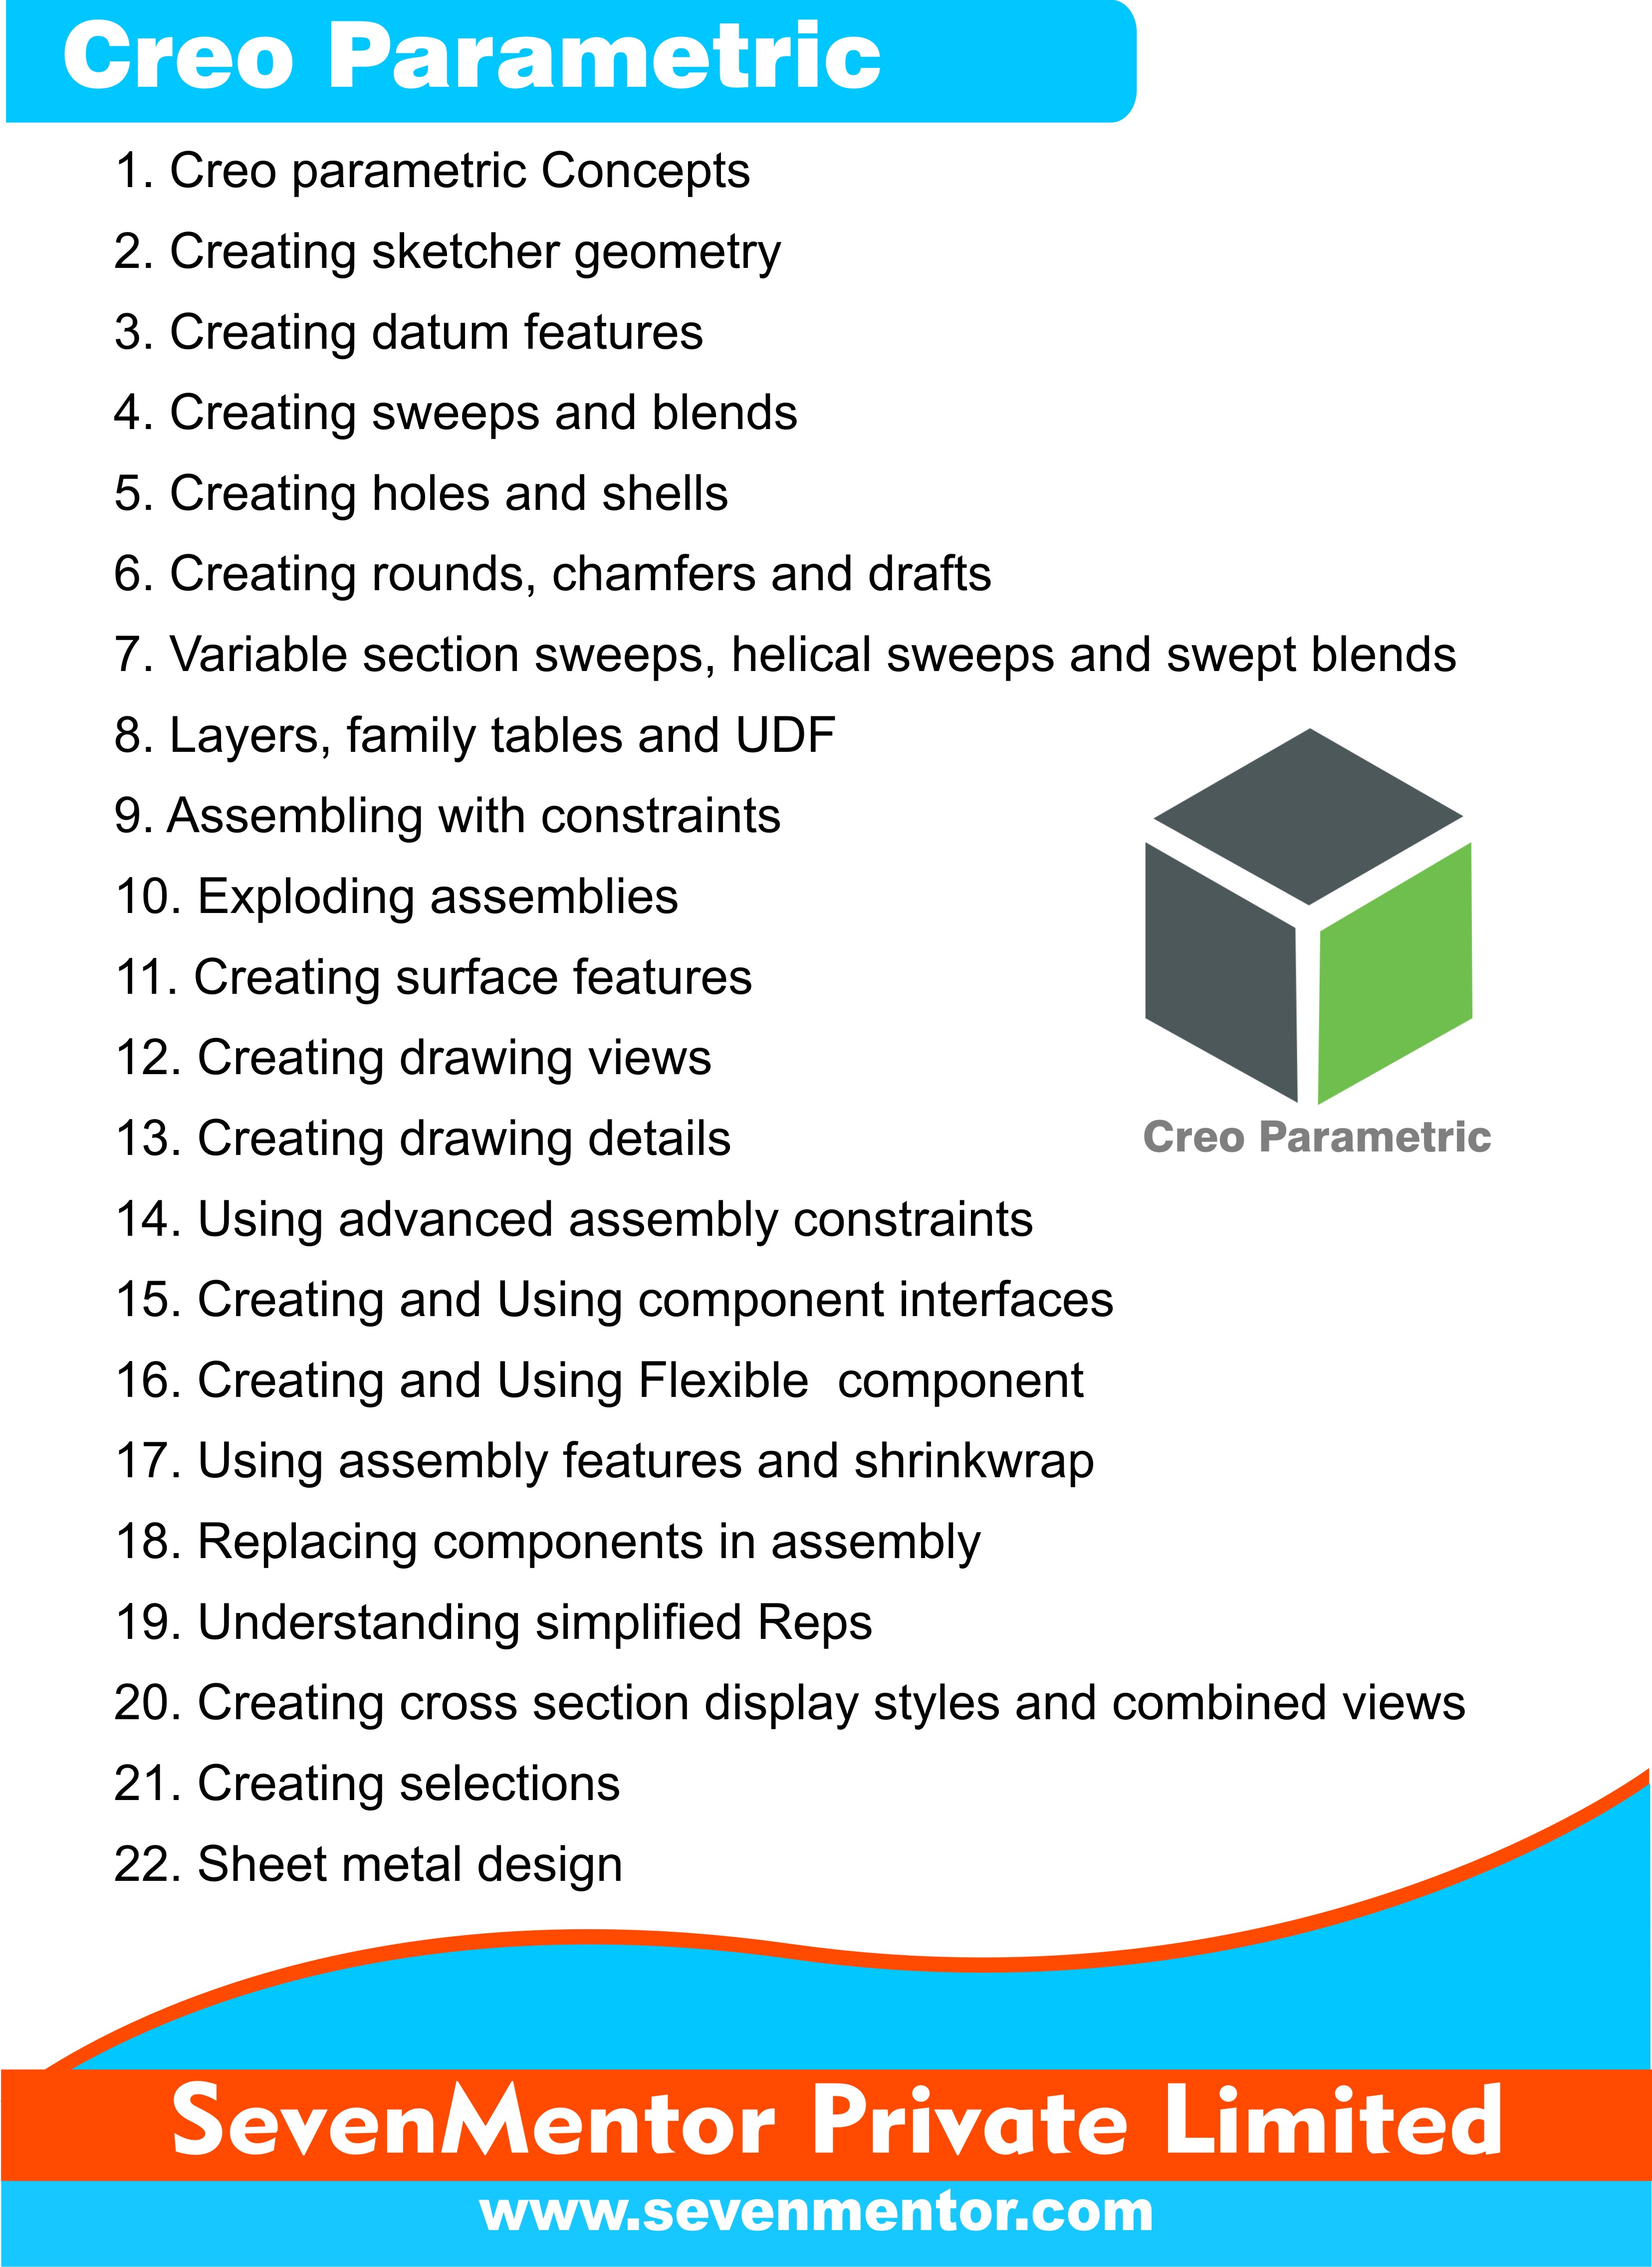 Creo Parametric
1. Creo parametric Concepts
2. Creating sketcher geometry
3. Creating datum features
4. Creating sweeps and blends
5. Creating holes and shells
6. Creating rounds, chamfers and drafts
7. Variable section sweeps, helical sweeps and swept blends
8. Layers, family tables and UDF
9. Assembling with constraints
10. Exploding assemblies
11. Creating surface features
12. Creating drawing views
13. Creating drawing details
Creo Parametric
14. Using advanced assembly constraints
15. Creating and Using component interfaces
16. Creating and Using Flexible  component
17. Using assembly features and shrinkwrap
18. Replacing components in assembly
19. Understanding simplified Reps
20. Creating cross section display styles and combined views
21. Creating selections
22. Sheet metal design
SevenMentor Private Limited
www.sevenmentor.com